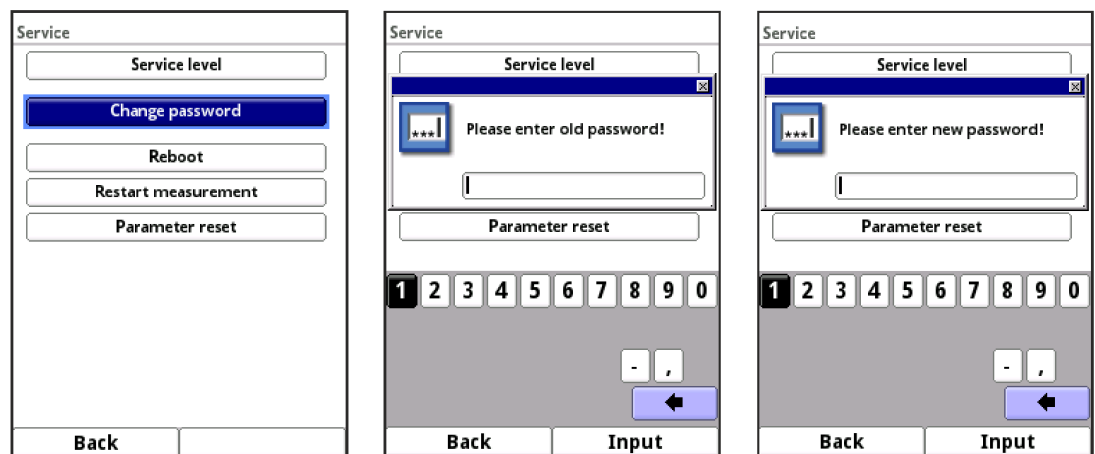 Service
Service level
Change password
Reboot
Restart measurement
Parameter reset
Back
Service
Service level
Please enter old password!
Parameter reset
1 2 3 4 5 6 7 8 9 0
- ,
Back Input
Service
Service level
Please enter new password!
Parameter reset
1 2 3 4 5 6 7 8 9 0
- ,
Back Input